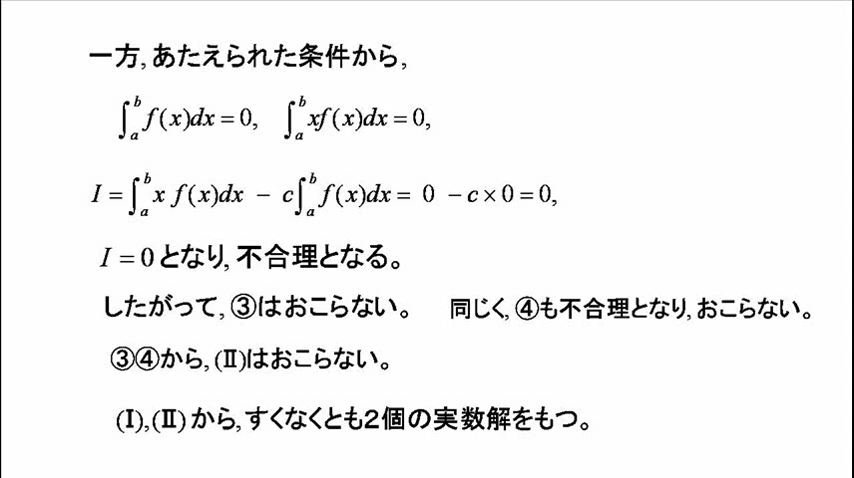 一方, あたえられた条件から,
∫_a^b f(x)dx = 0,　∫_a^b xf(x)dx = 0,
I = ∫_a^b x f(x)dx − c∫_a^b f(x)dx = 0 − c × 0 = 0,
I = 0 となり, 不合理となる。
したがって, ③はおこらない。　同じく, ④も不合理となり, おこらない。
③④から, (Ⅱ)はおこらない。
(Ⅰ),(Ⅱ) から, すくなくとも2個の実数解をもつ。